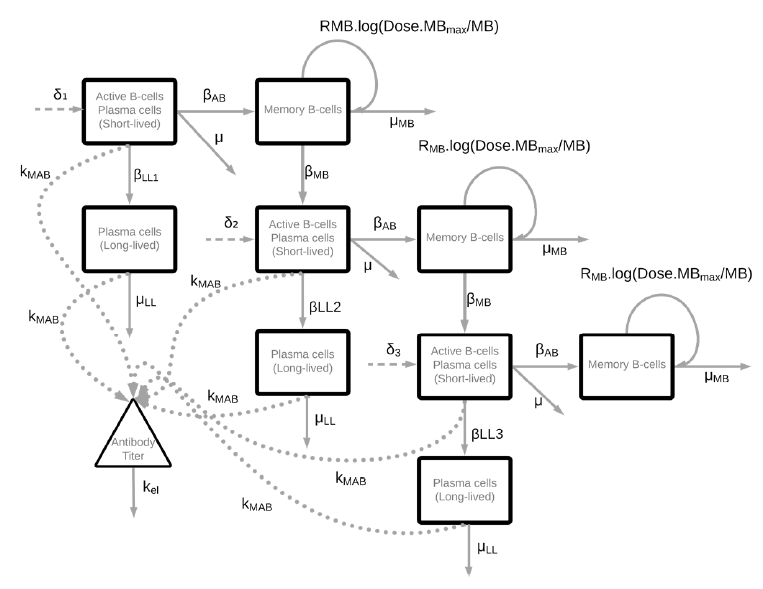 RMB.log(Dose.MBmax/MB)
δ1
Active B-cells
Plasma cells
(Short-lived)
βAB
Memory B-cells
μMB
μ
kMAB
βLL1
βMB
RMB.log(Dose.MBmax/MB)
Plasma cells
(Long-lived)
δ2
Active B-cells
Plasma cells
(Short-lived)
βAB
Memory B-cells
μMB
μ
kMAB
μLL
kMAB
βLL2
βMB
RMB.log(Dose.MBmax/MB)
Plasma cells
(Long-lived)
δ3
Active B-cells
Plasma cells
(Short-lived)
βAB
Memory B-cells
μMB
μ
kMAB
μLL
Antibody
Titer
βLL3
kMAB
kel
Plasma cells
(Long-lived)
kMAB
μLL